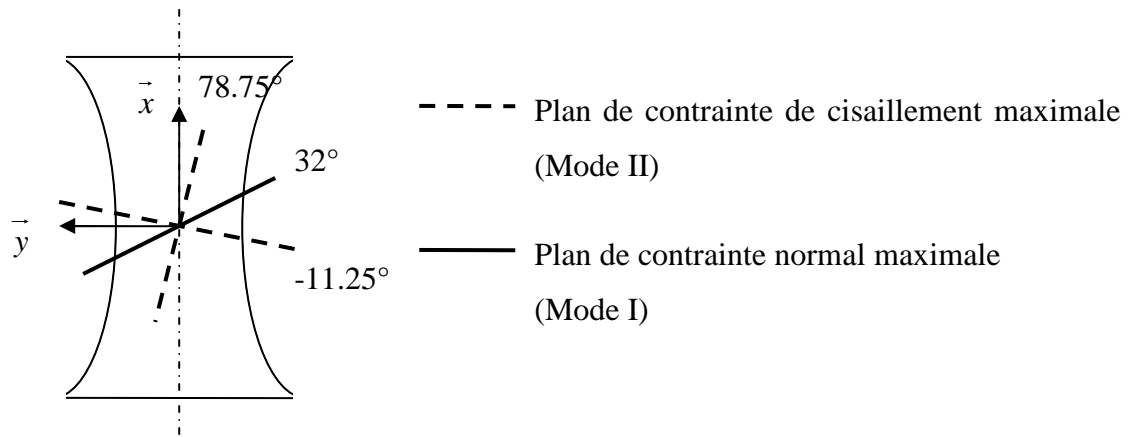 78.75°
x
Plan de contrainte de cisaillement maximale
(Mode II)
32°
y
Plan de contrainte normal maximale
-11.25°
(Mode I)